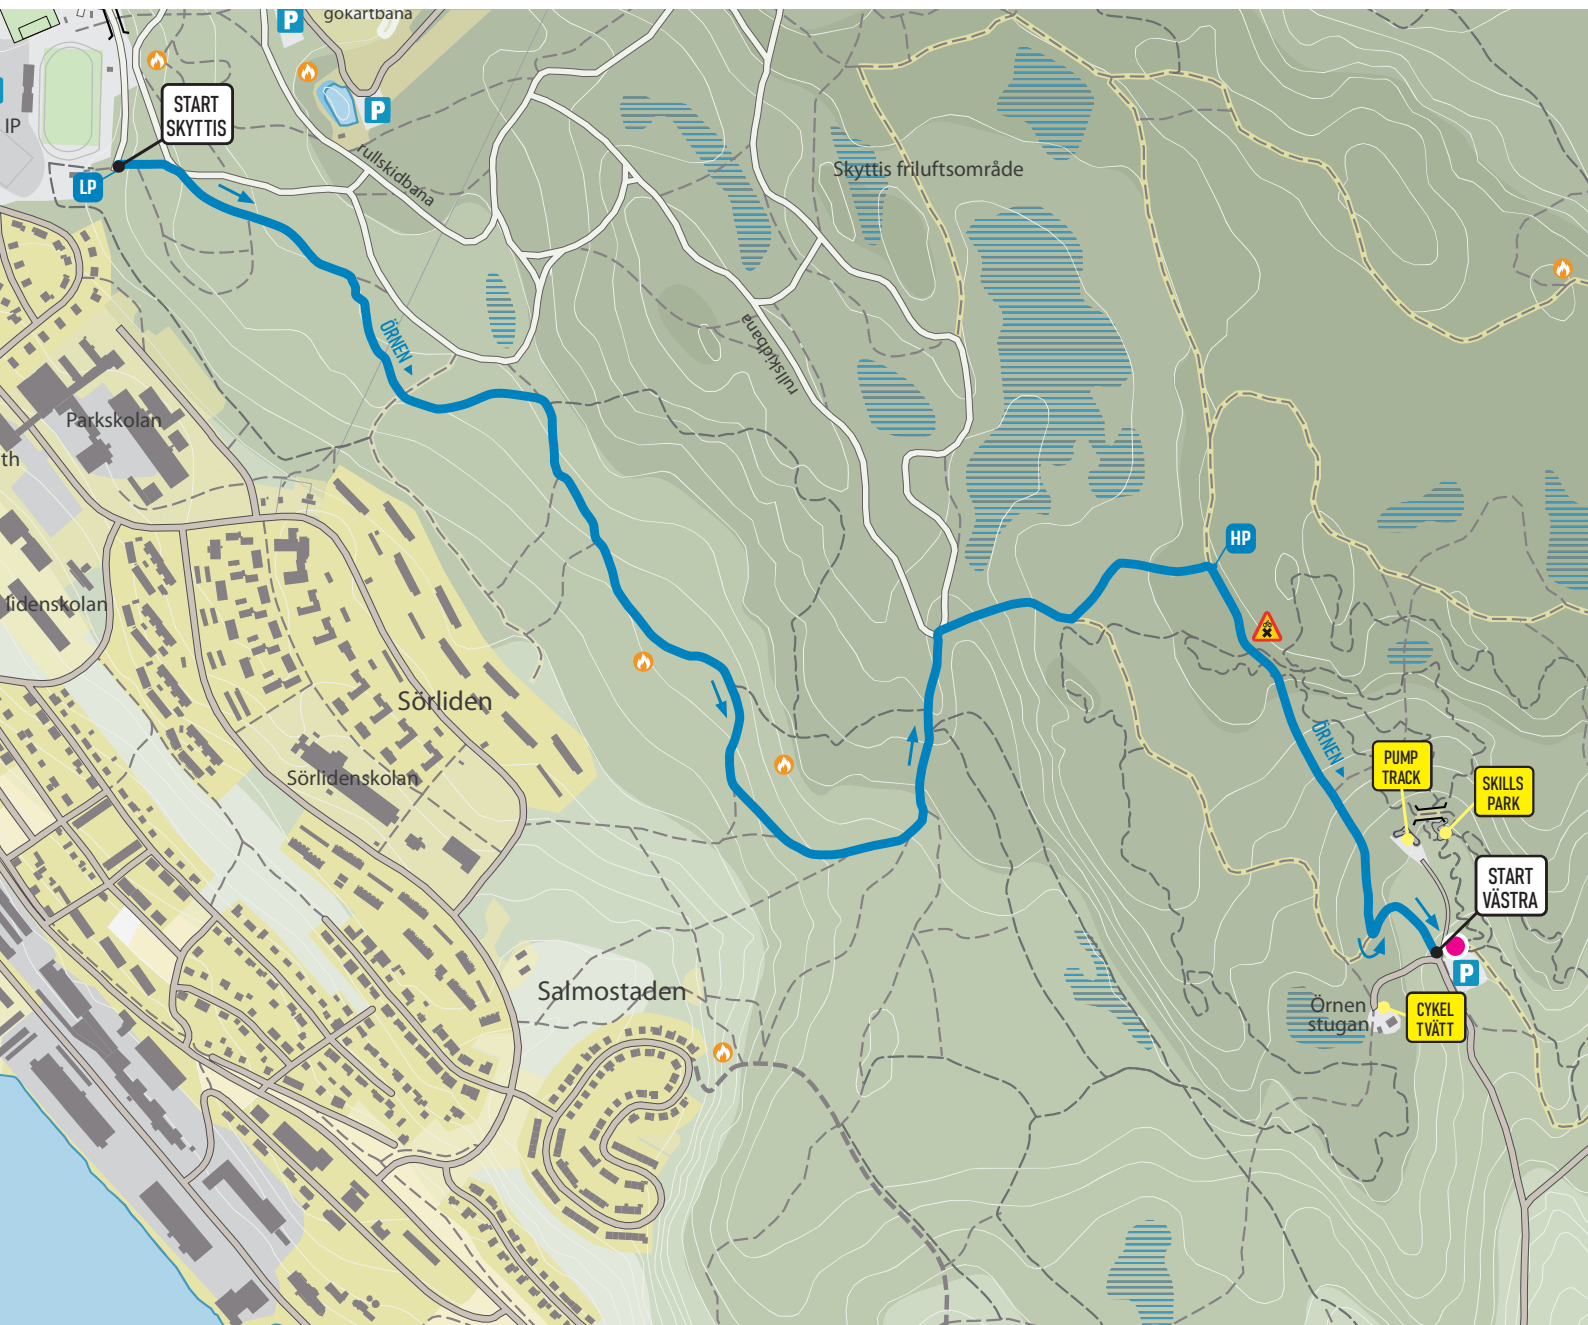 gokartbana
P
P
START
SKYTTIS
IP
LP
rullskidbana
Skyttis friluftsområde
ÖRNEN
rullskidbana
Parkskolan
th
HP
lidenskolan
Sörliden
ÖRNEN
Sörlidenskolan
PUMP
TRACK
SKILLS
PARK
START
VÄSTRA
P
Salmostaden
Örnen
stugan
CYKEL
TVÄTT